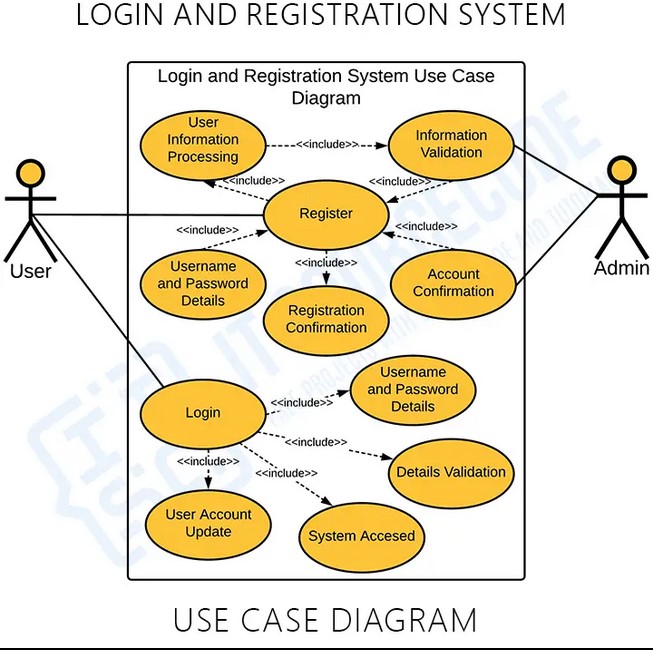 LOGIN AND REGISTRATION SYSTEM
Login and Registration System Use Case
Diagram
User
Information
Processing
<<include>>
Information
Validation
<<include>>
<<include>>
Register
User
Admin
<<include>>
<<include>>
Username
and Password
Details
<<include>>
Account
Confirmation
Registration
Confirmation
Username
and Password
Details
Login
<<include>>
<<include>>
Details Validation
<<include>>
<<include>>
User Account
Update
System Accesed
USE CASE DIAGRAM